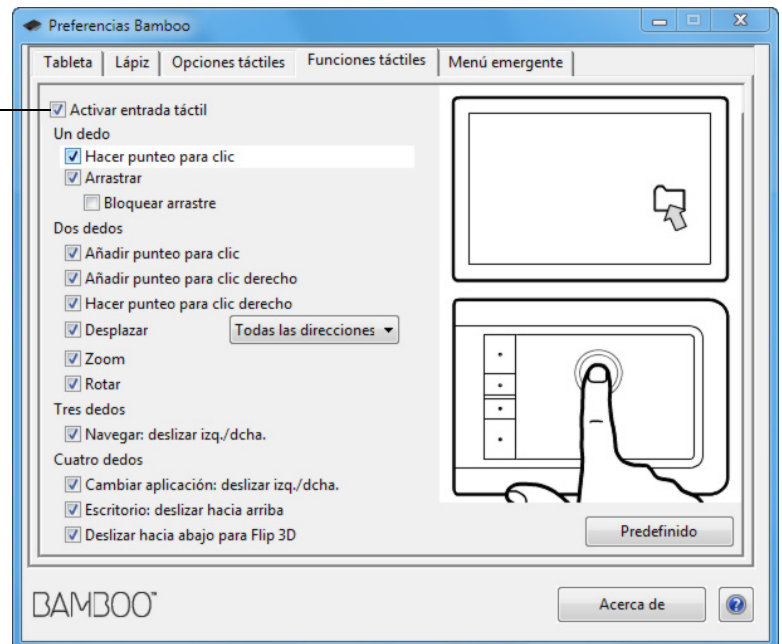 Preferencias Bamboo
Tableta Lápiz Opciones táctiles Funciones táctiles Menú emergente
Activar entrada táctil
Un dedo
Hacer punteo para clic
Arrastrar
Bloquear arrastre
Dos dedos
Añadir punteo para clic
Añadir punteo para clic derecho
Hacer punteo para clic derecho
Desplazar Todas las direcciones
Zoom
Rotar
Tres dedos
Navegar: deslizar izq./dcha.
Cuatro dedos
Cambiar aplicación: deslizar izq./dcha.
Escritorio: deslizar hacia arriba
Deslizar hacia abajo para Flip 3D
Predefinido
BAMBOO™
Acerca de ?